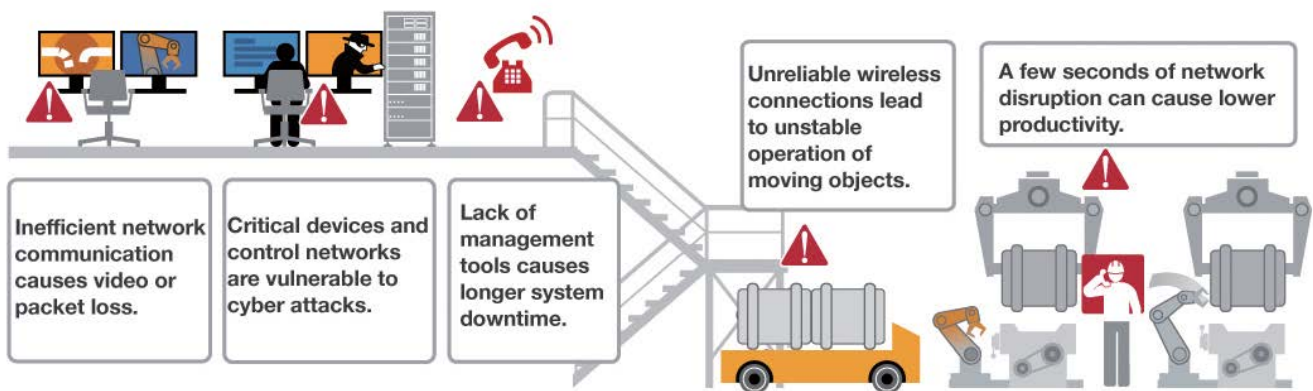 Inefficient network
communication
causes video or
packet loss.
Critical devices and
control networks
are vulnerable to
cyber attacks.
Lack of
management
tools causes
longer system
downtime.
Unreliable wireless
connections lead
to unstable
operation of
moving objects.
A few seconds of network
disruption can cause lower
productivity.